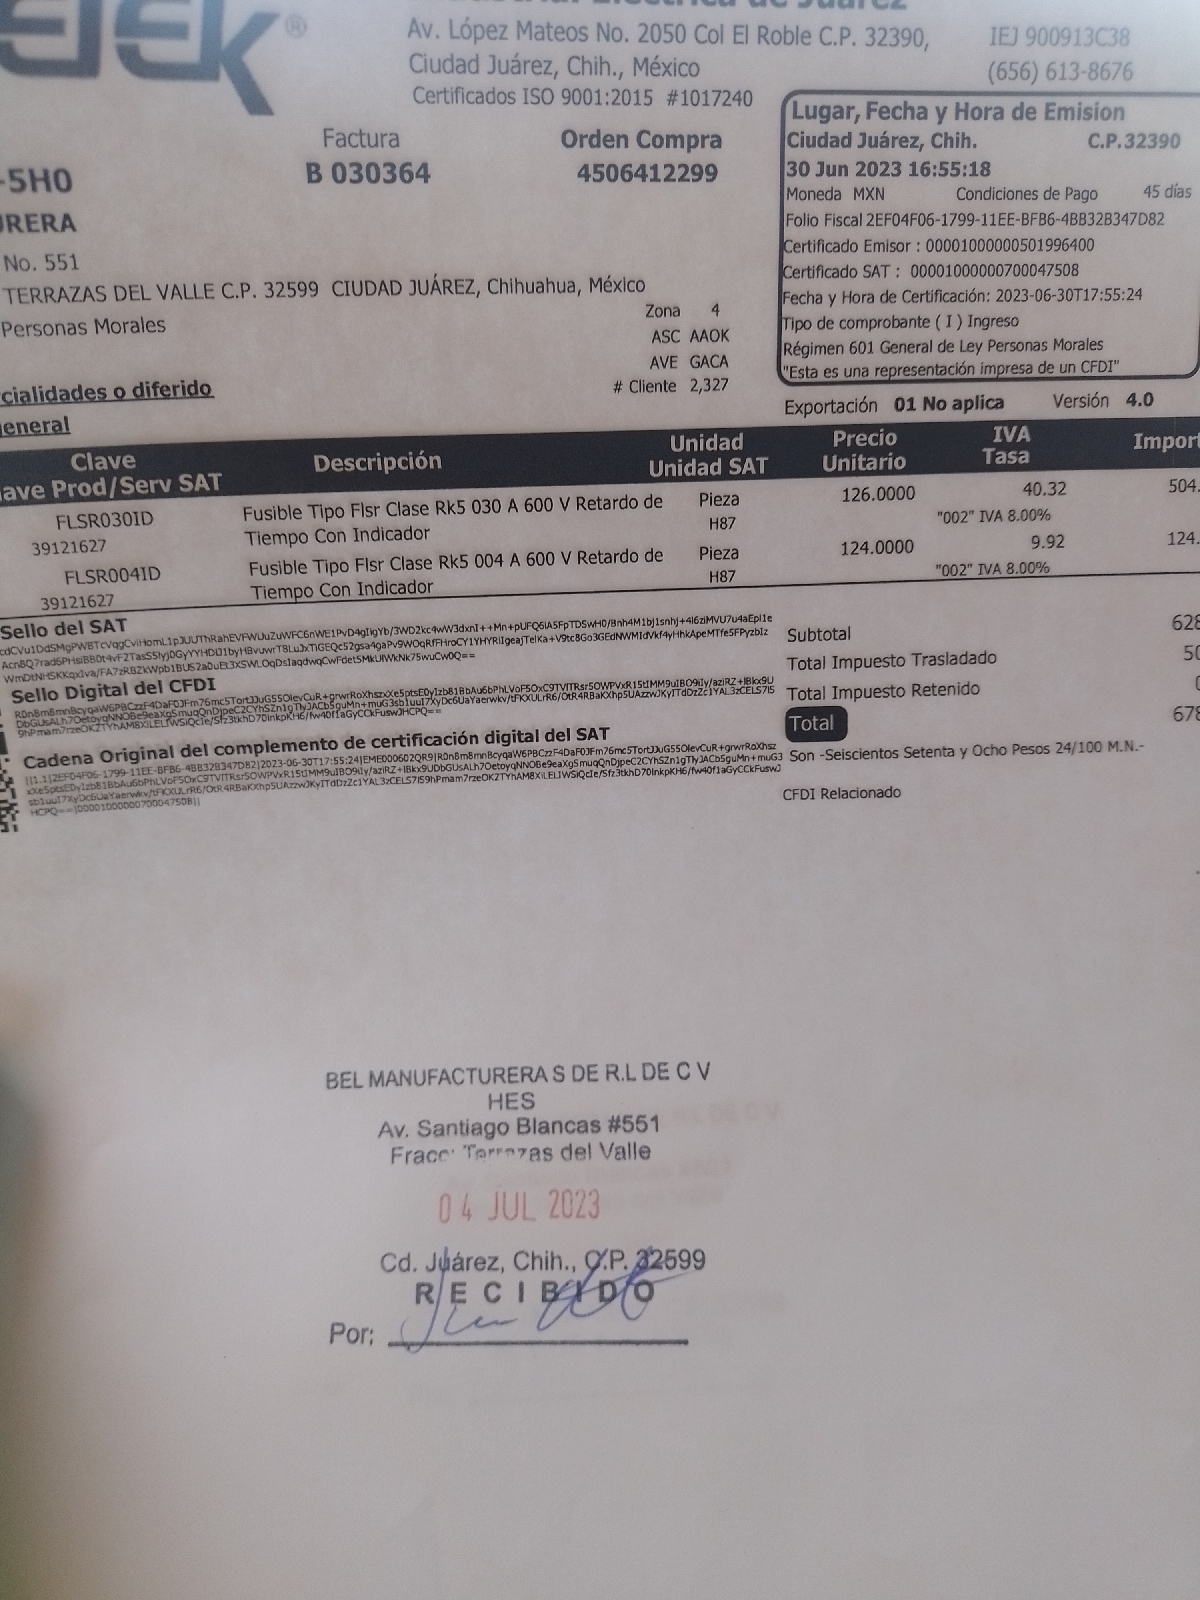 Av. López Mateos No. 2050 Col El Roble C.P. 32390,
Ciudad Juárez, Chih., México
Certificados ISO 9001:2015 #1017240
IEJ 900913C38
(656) 613-8676
Factura
B 030364
Orden Compra
4506412299
Lugar, Fecha y Hora de Emision
Ciudad Juárez, Chih. C.P.32390
30 Jun 2023 16:55:18
Moneda MXN Condiciones de Pago 45 días
Folio Fiscal 2EF04F06-1799-11EE-BFB6-4BB32B347D82
Certificado Emisor : 00001000000501996400
Certificado SAT : 00001000000700047508
Fecha y Hora de Certificación: 2023-06-30T17:55:24
Tipo de comprobante ( I ) Ingreso
Régimen 601 General de Ley Personas Morales
"Esta es una representación impresa de un CFDI"
Exportación 01 No aplica Versión 4.0
-5H0
RERA
No. 551
TERRAZAS DEL VALLE C.P. 32599 CIUDAD JUÁREZ, Chihuahua, México
Personas Morales
Zona 4
ASC AAOK
AVE GACA
# Cliente 2,327
cialidades o diferido
eneral
Clave Descripción Unidad Precio IVA Import
ave Prod/Serv SAT Unidad SAT Unitario Tasa
FLSR030ID Fusible Tipo Flsr Clase Rk5 030 A 600 V Retardo de Pieza 126.0000 40.32 504.
39121627 Tiempo Con Indicador H87 "002" IVA 8.00%
FLSR004ID Fusible Tipo Flsr Clase Rk5 004 A 600 V Retardo de Pieza 124.0000 9.92 124.
39121627 Tiempo Con Indicador H87 "002" IVA 8.00%
Sello del SAT
Sello Digital del CFDI
Cadena Original del complemento de certificación digital del SAT
Subtotal 628
Total Impuesto Trasladado 50
Total Impuesto Retenido 0
Total 678
Son -Seiscientos Setenta y Ocho Pesos 24/100 M.N.-
CFDI Relacionado
BEL MANUFACTURERA S DE R.L DE C V
HES
Av. Santiago Blancas #551
Fracc: Terrazas del Valle
04 JUL 2023
Cd. Juárez, Chih., C.P. 32599
RECIBIDO
Por: